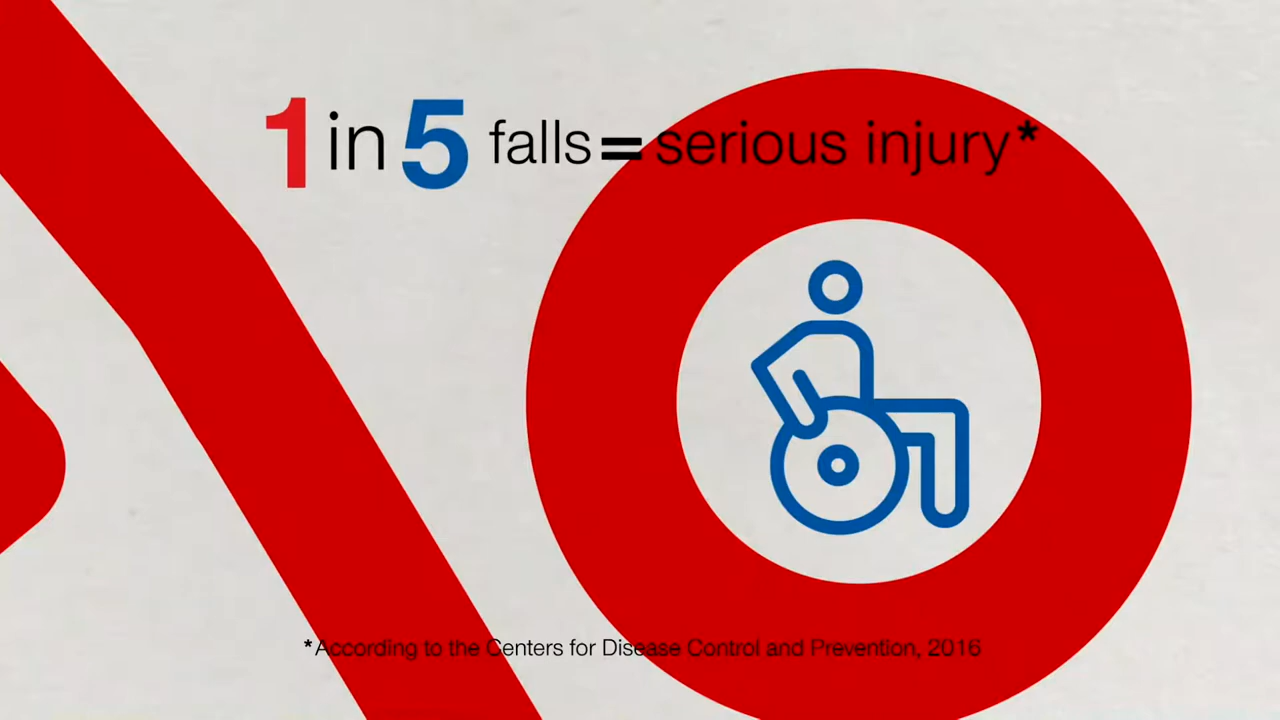 1 in 5 falls = serious injury*
*According to the Centers for Disease Control and Prevention, 2016